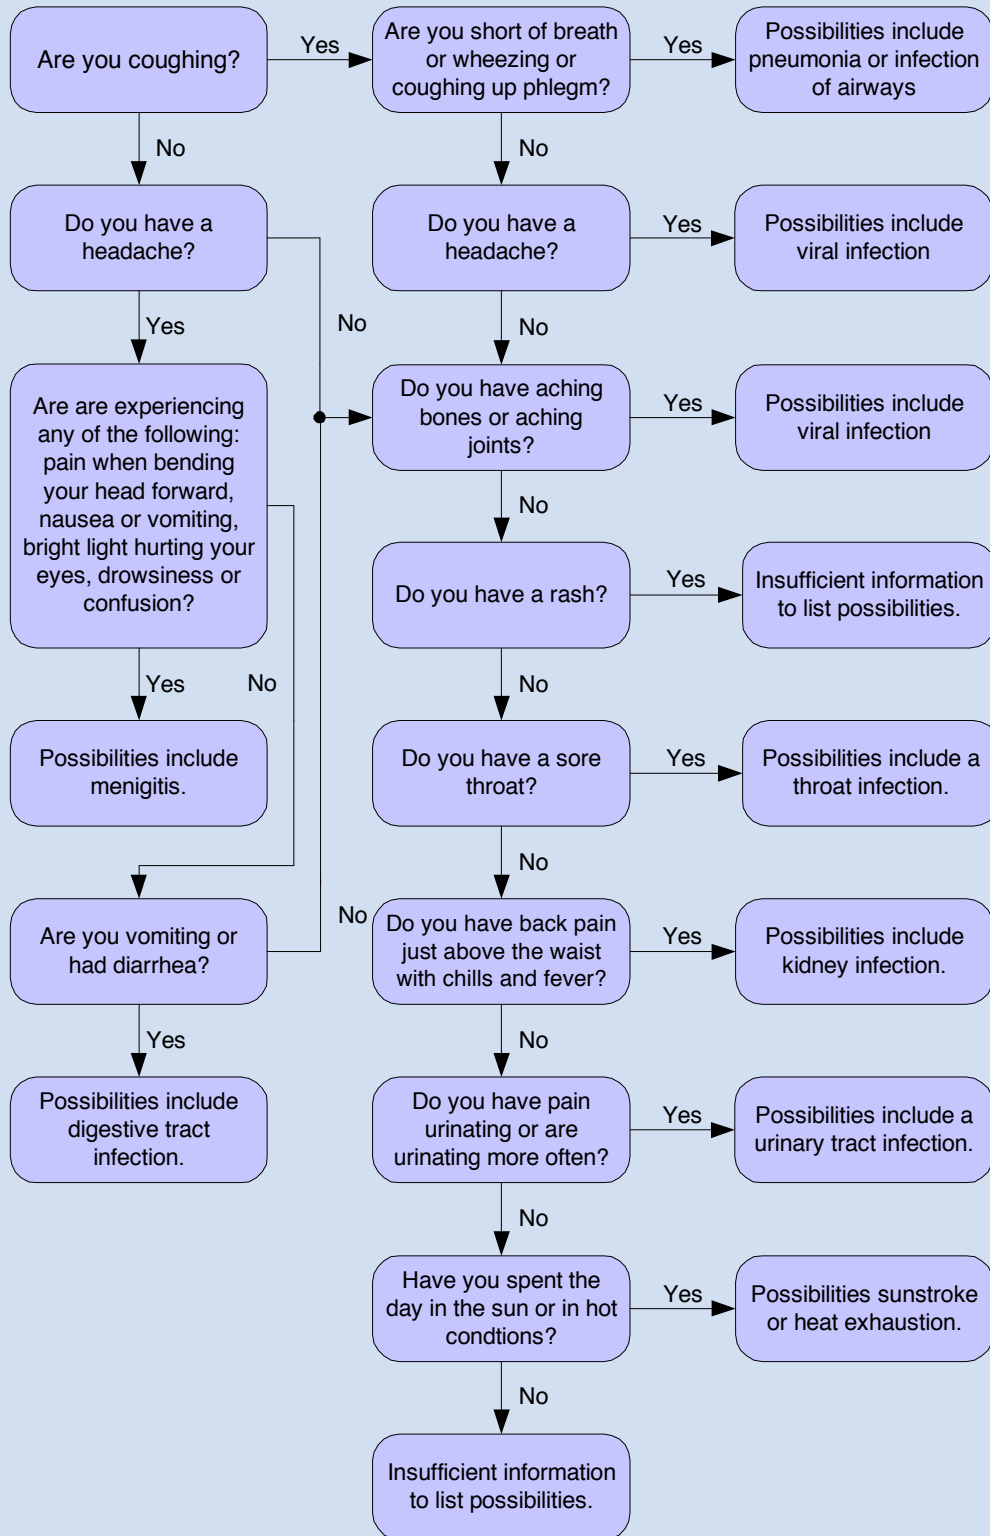 Are you coughing?
Yes
Are you short of breath
or wheezing or
coughing up phlegm?
Yes
Possibilities include
pneumonia or infection
of airways
No
No
Do you have a
headache?
Do you have a
headache?
Yes
Possibilities include
viral infection
Yes
No
No
Are are experiencing
any of the following:
pain when bending
your head forward,
nausea or vomiting,
bright light hurting your
eyes, drowsiness or
confusion?
Do you have aching
bones or aching
joints?
Yes
Possibilities include
viral infection
No
Do you have a rash?
Yes
Insufficient information
to list possibilities.
Yes
No
No
Possibilities include
menigitis.
Do you have a sore
throat?
Yes
Possibilities include a
throat infection.
No
Are you vomiting or
had diarrhea?
No
Do you have back pain
just above the waist
with chills and fever?
Yes
Possibilities include
kidney infection.
Yes
No
Possibilities include
digestive tract
infection.
Do you have pain
urinating or are
urinating more often?
Yes
Possibilities include a
urinary tract infection.
No
Have you spent the
day in the sun or in hot
condtions?
Yes
Possibilities sunstroke
or heat exhaustion.
No
Insufficient information
to list possibilities.